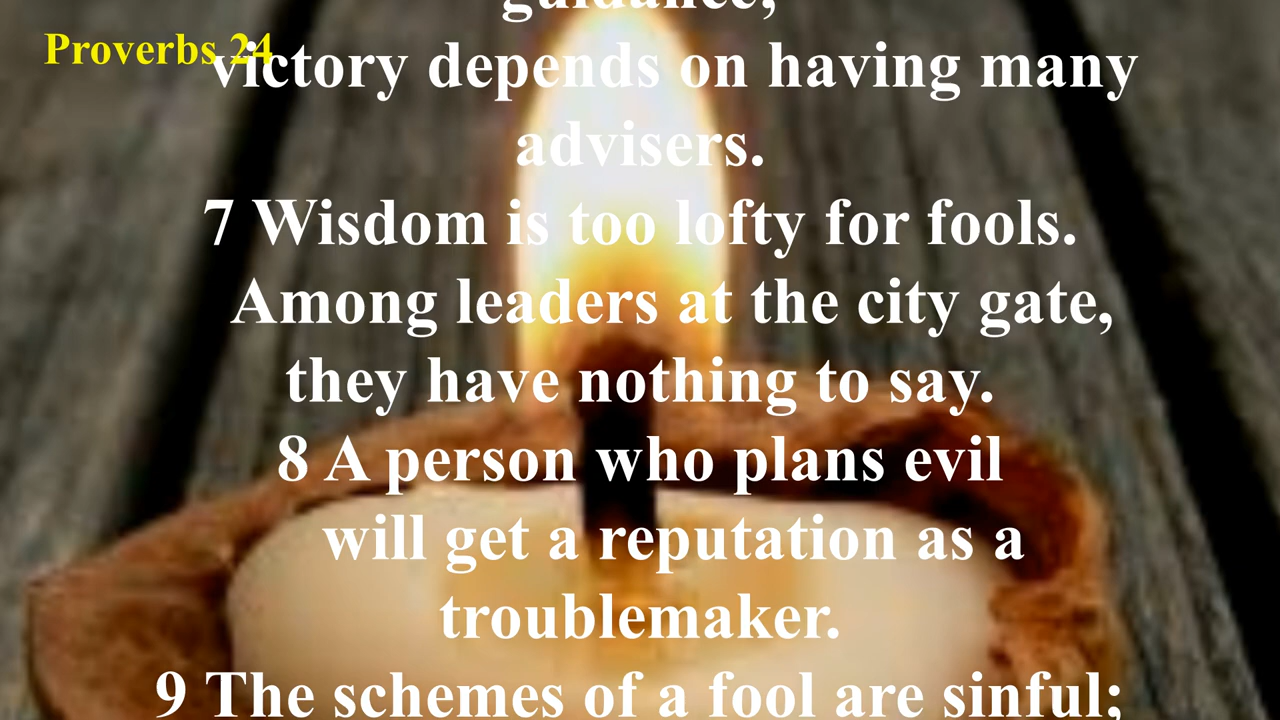 guidance,
Proverbs 24
victory depends on having many
advisers.
7 Wisdom is too lofty for fools.
Among leaders at the city gate,
they have nothing to say.
8 A person who plans evil
will get a reputation as a
troublemaker.
9 The schemes of a fool are sinful;